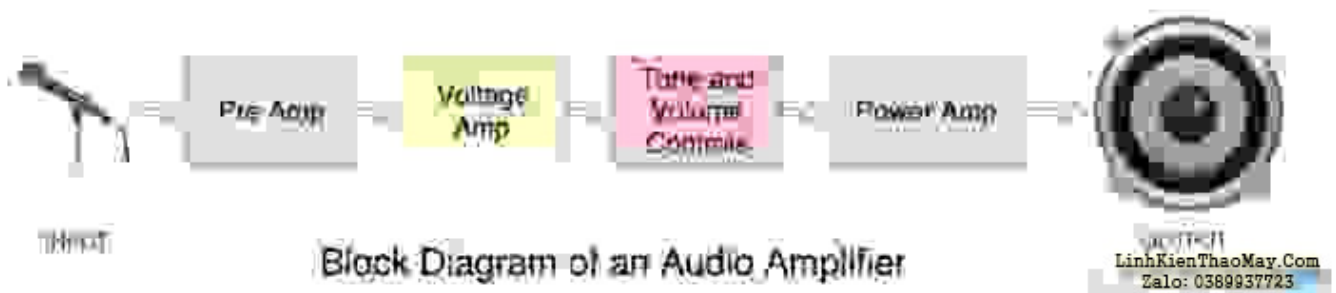 Pre Amp
Voltage
Amp
Tone and
Volume
Controls
Power Amp
Input
Block Diagram of an Audio Amplifier
LinhKienThaoMay.Com
Zalo: 0389937723